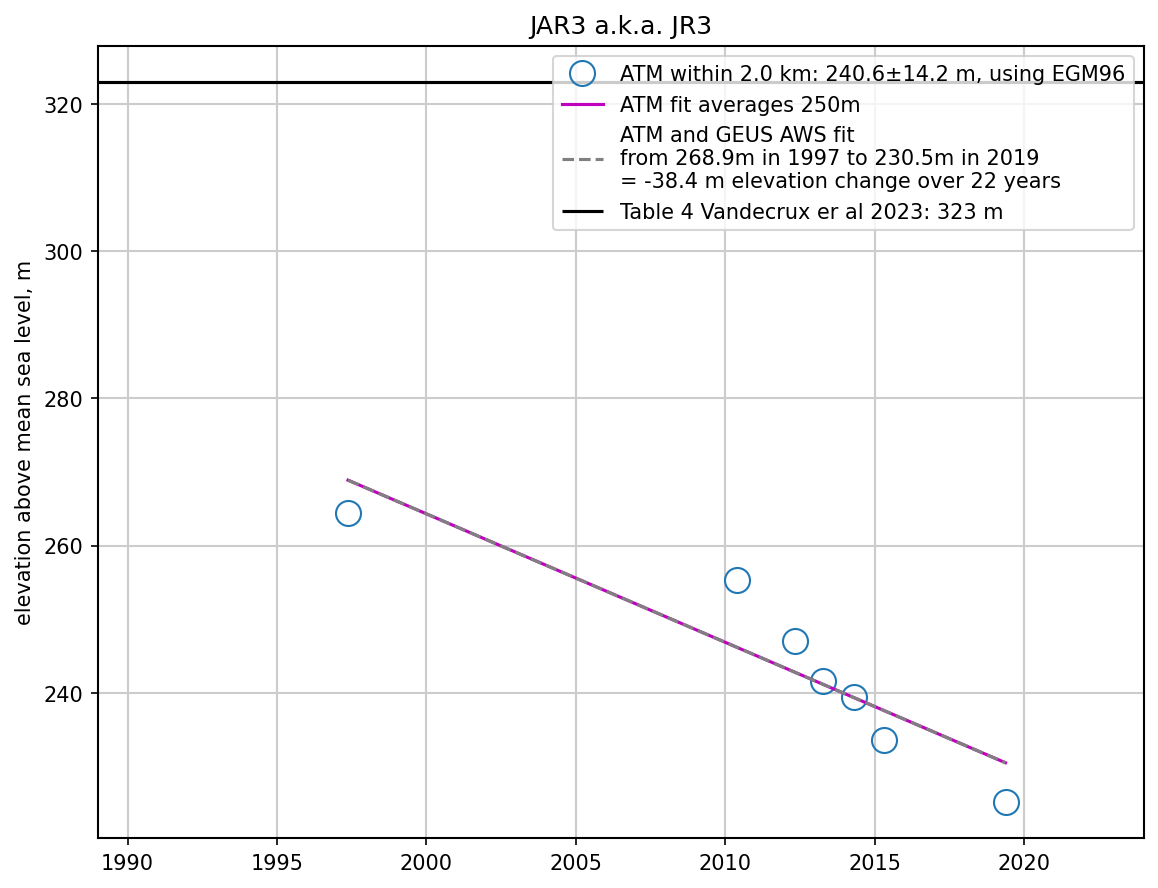 JAR3 a.k.a. JR3
ATM within 2.0 km: 240.6±14.2 m, using EGM96
ATM fit averages 250m
ATM and GEUS AWS fit
from 268.9m in 1997 to 230.5m in 2019
= -38.4 m elevation change over 22 years
Table 4 Vandecrux er al 2023: 323 m
elevation above mean sea level, m
320
300
280
260
240
1990 1995 2000 2005 2010 2015 2020